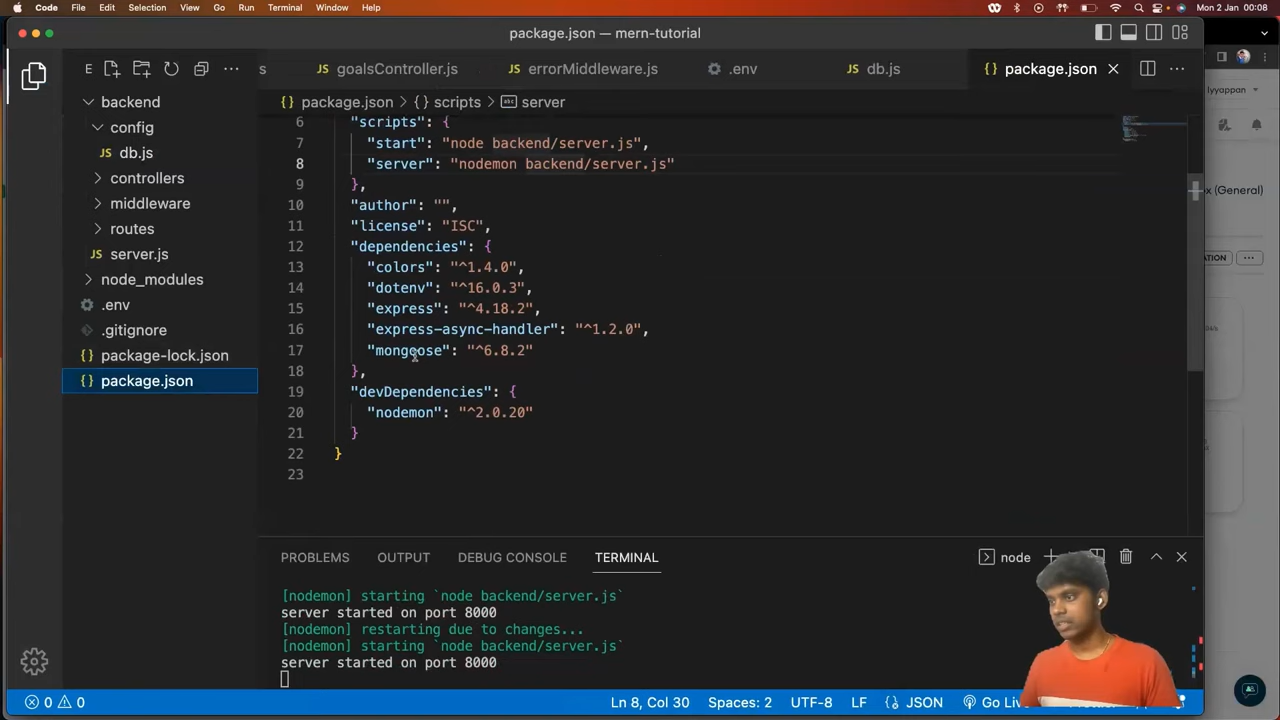 Code File Edit Selection View Go Run Terminal Window Help Mon 2 Jan 00:08
package.json — mern-tutorial
E ... s goalsController.js errorMiddleware.js .env db.js package.json
package.json > {} scripts > server
backend
config
db.js
controllers
middleware
routes
server.js
node_modules
.env
.gitignore
package-lock.json
package.json
6 "scripts": {
7 "start": "node backend/server.js",
8 "server": "nodemon backend/server.js"
9 },
10 "author": "",
11 "license": "ISC",
12 "dependencies": {
13 "colors": "^1.4.0",
14 "dotenv": "^16.0.3",
15 "express": "^4.18.2",
16 "express-async-handler": "^1.2.0",
17 "mongoose": "^6.8.2"
18 },
19 "devDependencies": {
20 "nodemon": "^2.0.20"
21 }
22 }
23
Iyyappan
x (General)
ATION
PROBLEMS OUTPUT DEBUG CONSOLE TERMINAL node
[nodemon] starting `node backend/server.js`
server started on port 8000
[nodemon] restarting due to changes...
[nodemon] starting `node backend/server.js`
server started on port 8000
0 0 Ln 8, Col 30 Spaces: 2 UTF-8 LF {} JSON Go Liv